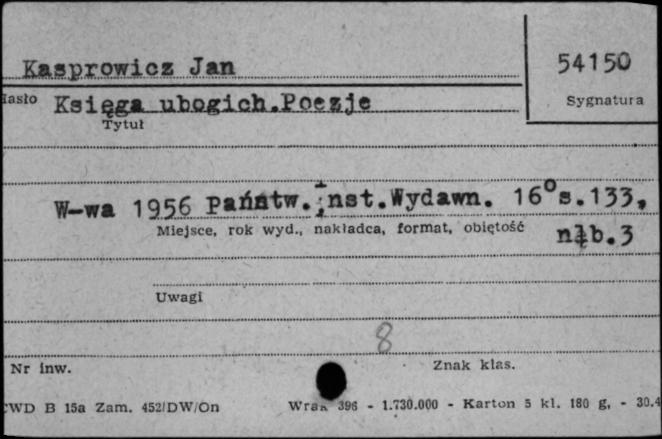 Kasprowicz Jan
54150
Hasło Księga ubogich.Poezje
Sygnatura
Tytuł
W-wa 1956 Państw.Inst.Wydawn. 16° s.133,
Miejsce, rok wyd., nakładca, format, objętość
nlb.3
Uwagi
8
Nr inw.
Znak klas.
CWD B 15a Zam. 452/DW/On
396 - 1.730.000 - Karton 5 kl. 180 g, - 30.4